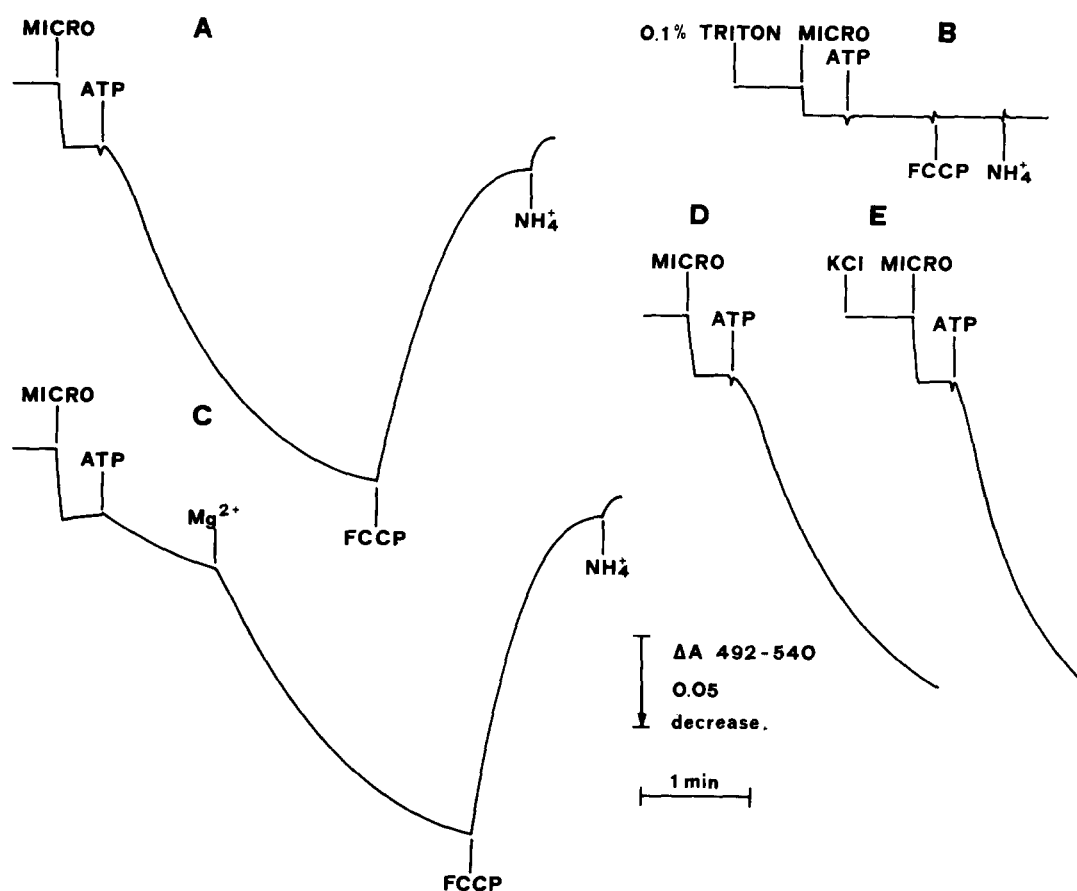 A
MICRO
ATP
FCCP
NH₄⁺
B
0.1% TRITON MICRO
ATP
FCCP NH₄⁺
C
MICRO
ATP
Mg²⁺
FCCP
NH₄⁺
D
MICRO
ATP
E
KCl MICRO
ATP
ΔA 492-540
0.05
decrease.
1 min